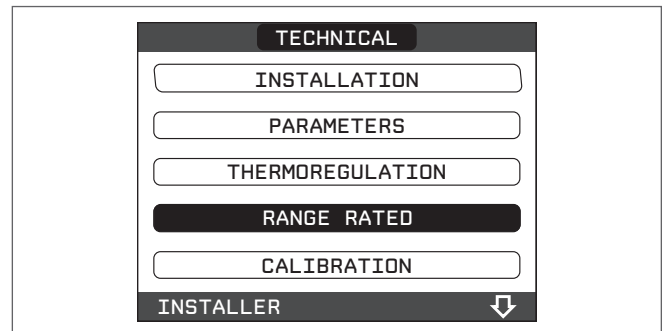 TECHNICAL
INSTALLATION
PARAMETERS
THERMOREGULATION
RANGE RATED
CALIBRATION
INSTALLER